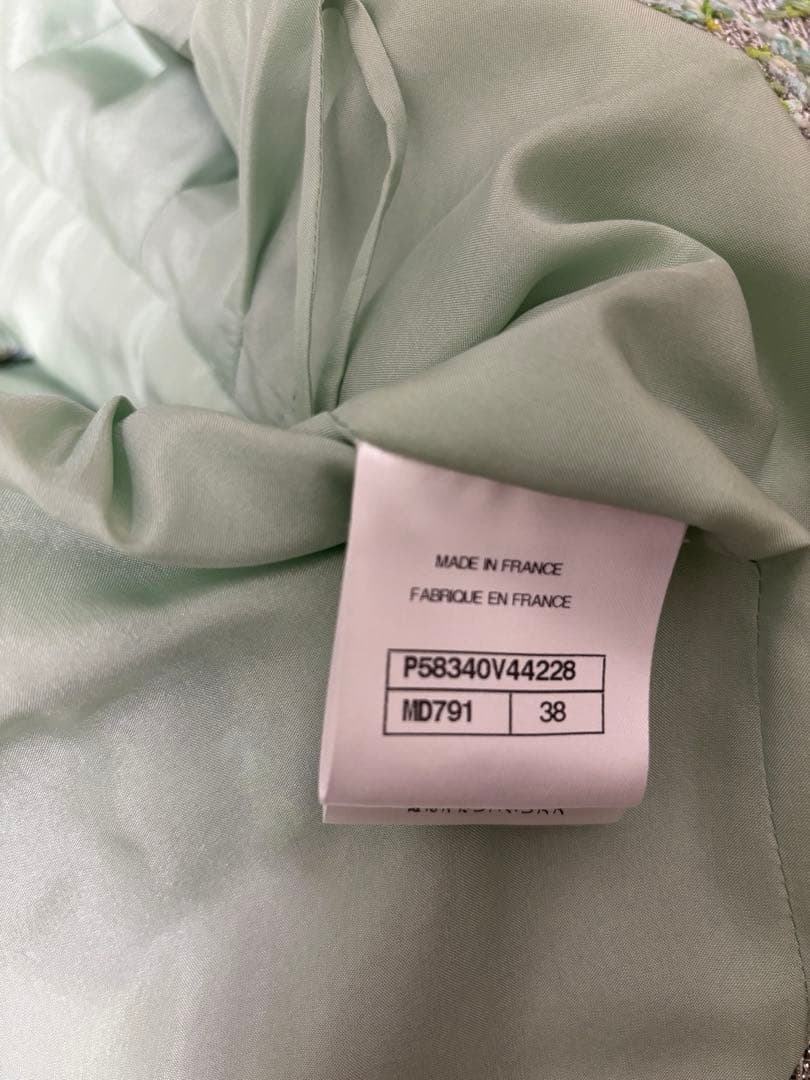 MADE IN FRANCE
FABRIQUE EN FRANCE
P58340V44228
MD791 38